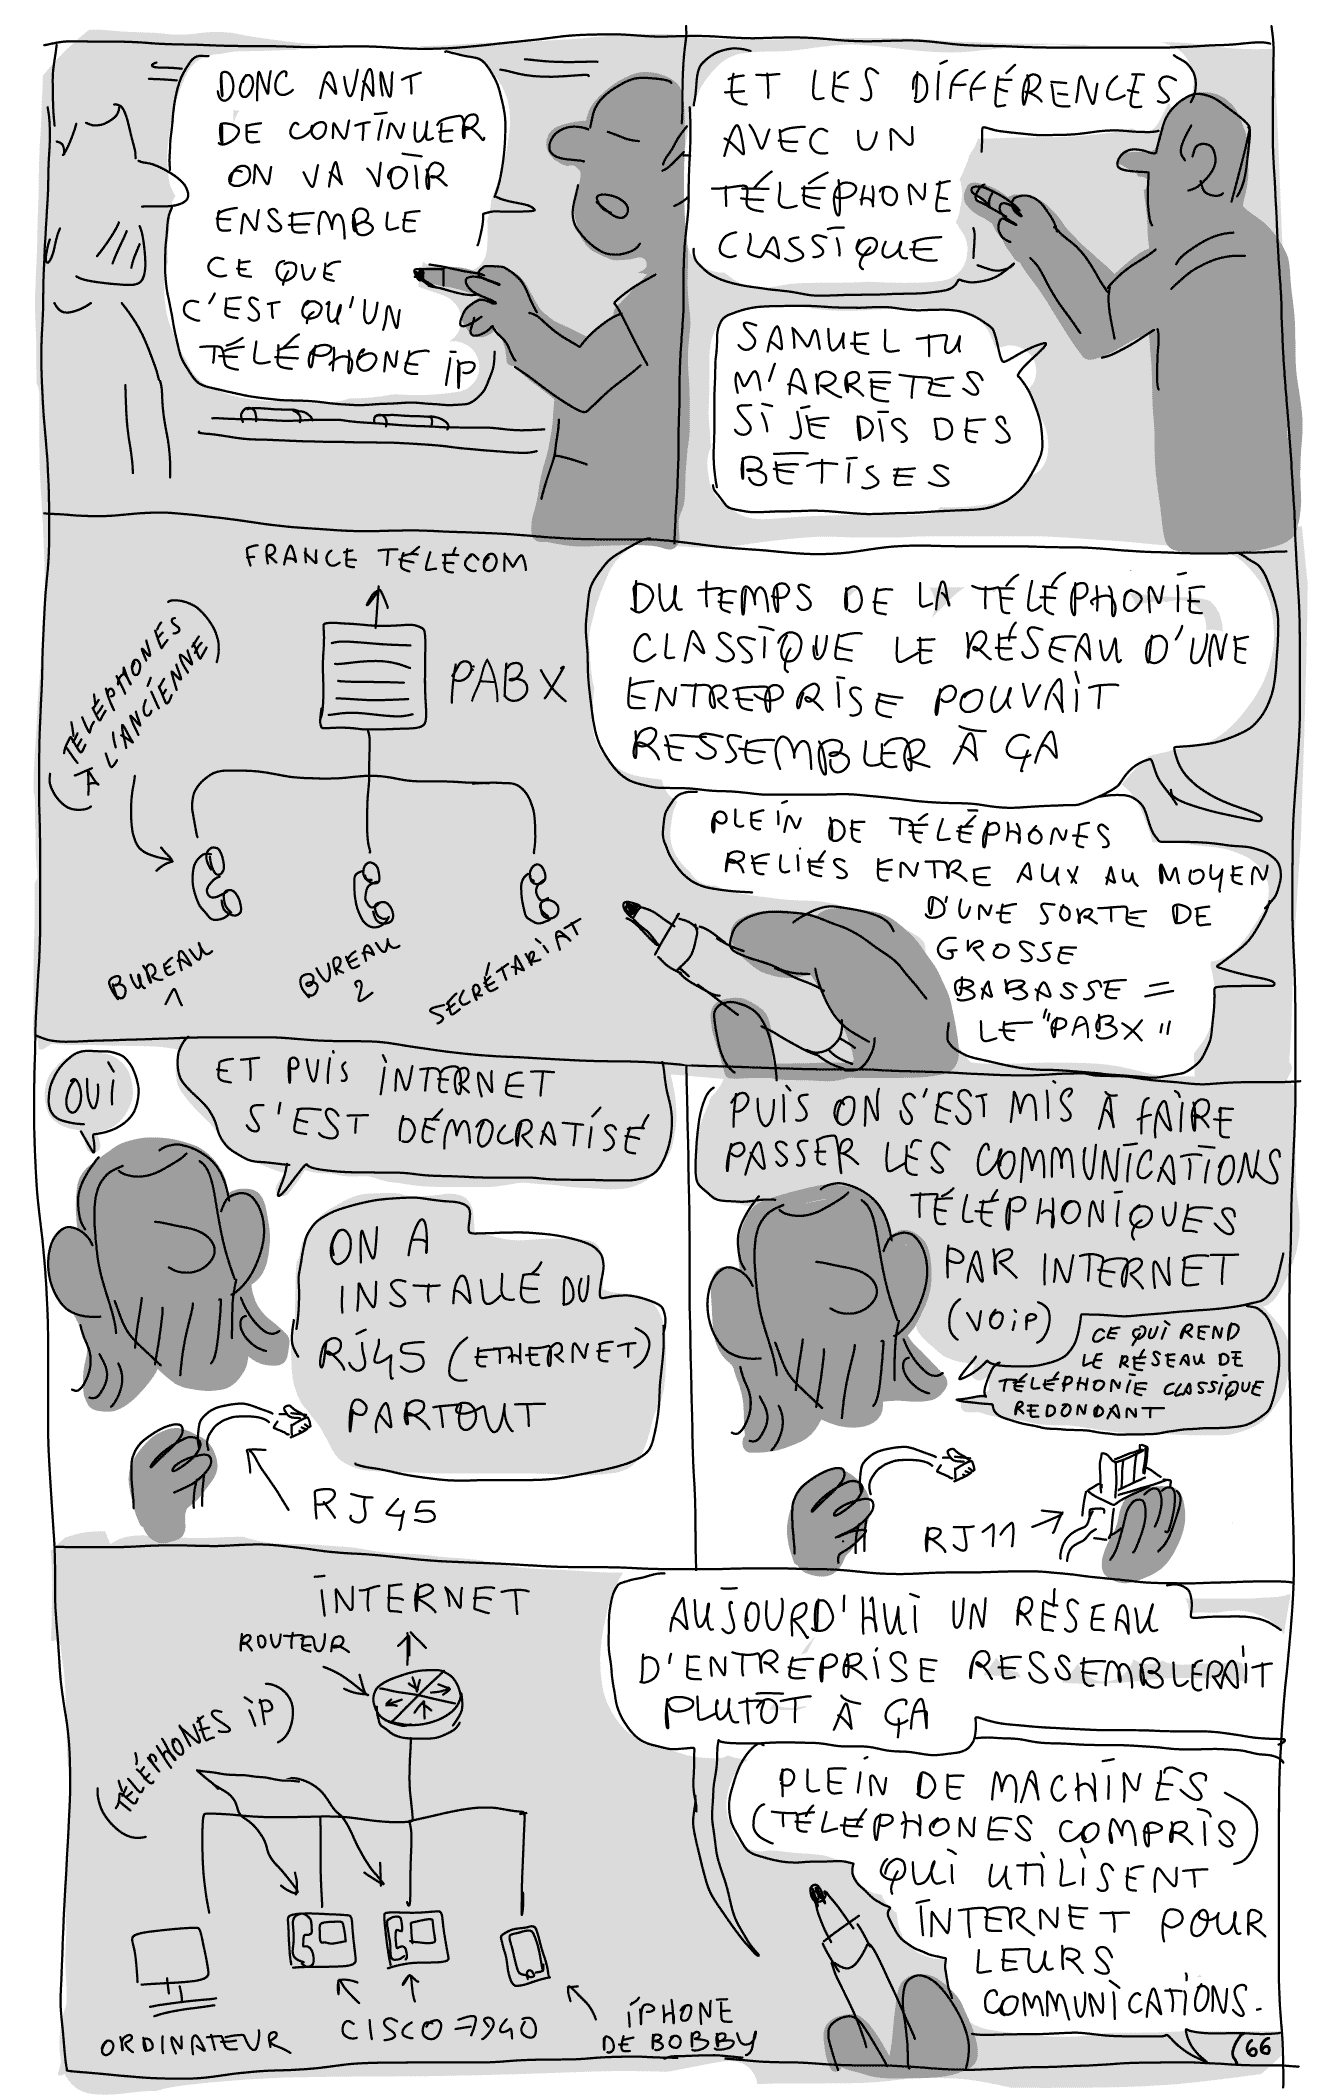 DONC AVANT
DE CONTINUER
ON VA VOIR
ENSEMBLE
CE QUE
C'EST QU'UN
TÉLÉPHONE IP
ET LES DIFFÉRENCES
AVEC UN
TÉLÉPHONE
CLASSIQUE
SAMUEL TU
M'ARRETES
SI JE DIS DES
BÊTISES
FRANCE TÉLÉCOM
(TÉLÉPHONES
À L'ANCIENNE)
PABX
BUREAU
1
BUREAU
2
SECRÉTARIAT
DU TEMPS DE LA TÉLÉPHONIE
CLASSIQUE LE RÉSEAU D'UNE
ENTREPRISE POUVAIT
RESSEMBLER À ÇA
PLEIN DE TÉLÉPHONES
RELIÉS ENTRE AUX AU MOYEN
D'UNE SORTE DE
GROSSE
BABASSE =
LE "PABX"
OUI
ET PUIS INTERNET
S'EST DÉMOCRATISÉ
ON A
INSTALLÉ DU
RJ45 (ETHERNET)
PARTOUT
RJ45
PUIS ON S'EST MIS À FAIRE
PASSER LES COMMUNICATIONS
TÉLÉPHONIQUES
PAR INTERNET
(VOIP)
CE QUI REND
LE RÉSEAU DE
TÉLÉPHONIE CLASSIQUE
REDONDANT
RJ11
INTERNET
ROUTEUR
(TÉLÉPHONES IP)
ORDINATEUR
CISCO 7940
IPHONE
DE BOBBY
AUJOURD'HUI UN RÉSEAU
D'ENTREPRISE RESSEMBLERAIT
PLUTÔT À ÇA
PLEIN DE MACHINES
(TÉLÉPHONES COMPRIS)
QUI UTILISENT
INTERNET POUR
LEURS
COMMUNICATIONS.
66